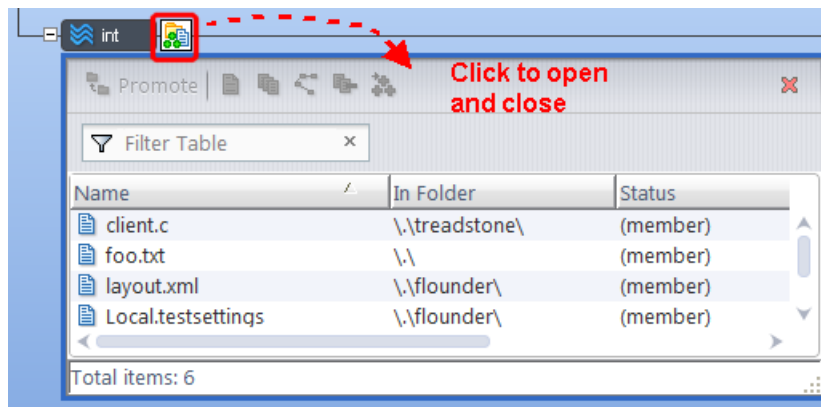 int
Click to open
and close
Promote
Filter Table
Name In Folder Status
client.c \.\treadstone\ (member)
foo.txt \.\ (member)
layout.xml \.\flounder\ (member)
Local.testsettings \.\flounder\ (member)
Total items: 6